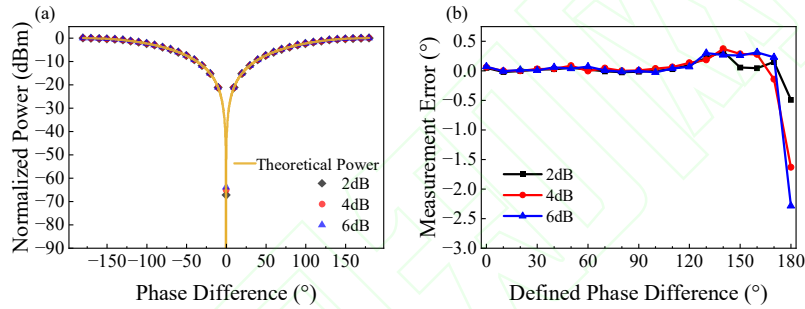 (a)
Normalized Power (dBm)
0
−10
−20
−30
−40
−50
−60
−70
−80
−90
Theoretical Power
2dB
4dB
6dB
−150 −100 −50 0 50 100 150
Phase Difference (°)
(b)
Measurement Error (°)
0.5
0.0
−0.5
−1.0
−1.5
−2.0
−2.5
−3.0
2dB
4dB
6dB
0 30 60 90 120 150 180
Defined Phase Difference (°)